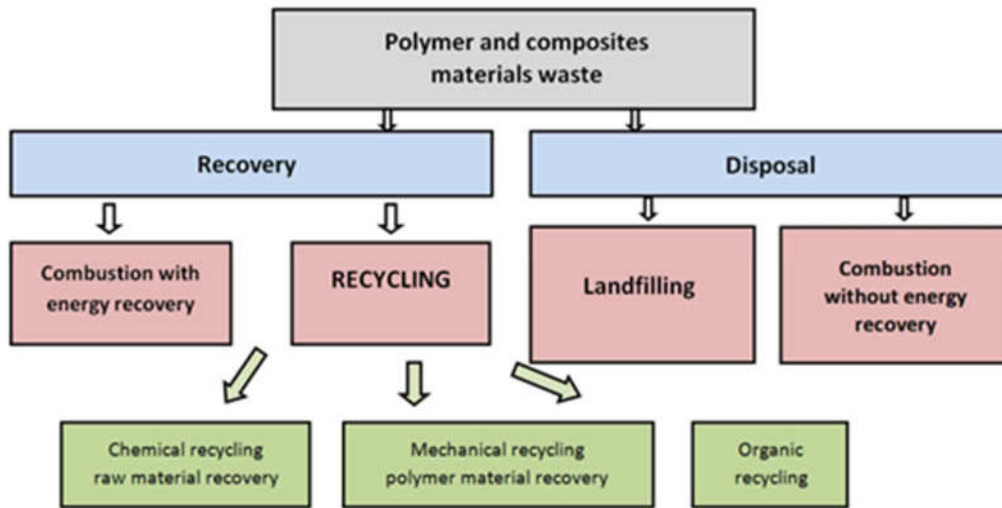 Polymer and composites
materials waste
Recovery
Disposal
Combustion with
energy recovery
RECYCLING
Landfilling
Combustion
without energy
recovery
Chemical recycling
raw material recovery
Mechanical recycling
polymer material recovery
Organic
recycling